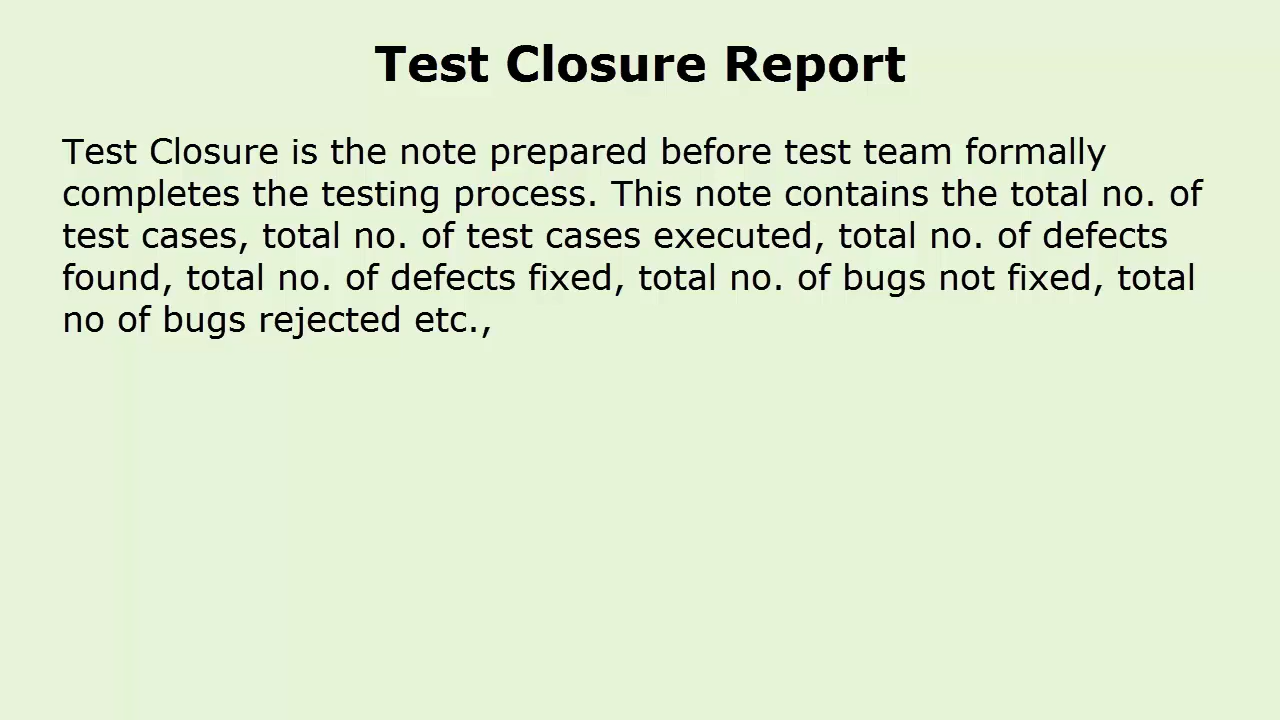 Test Closure Report
Test Closure is the note prepared before test team formally
completes the testing process. This note contains the total no. of
test cases, total no. of test cases executed, total no. of defects
found, total no. of defects fixed, total no. of bugs not fixed, total
no of bugs rejected etc.,